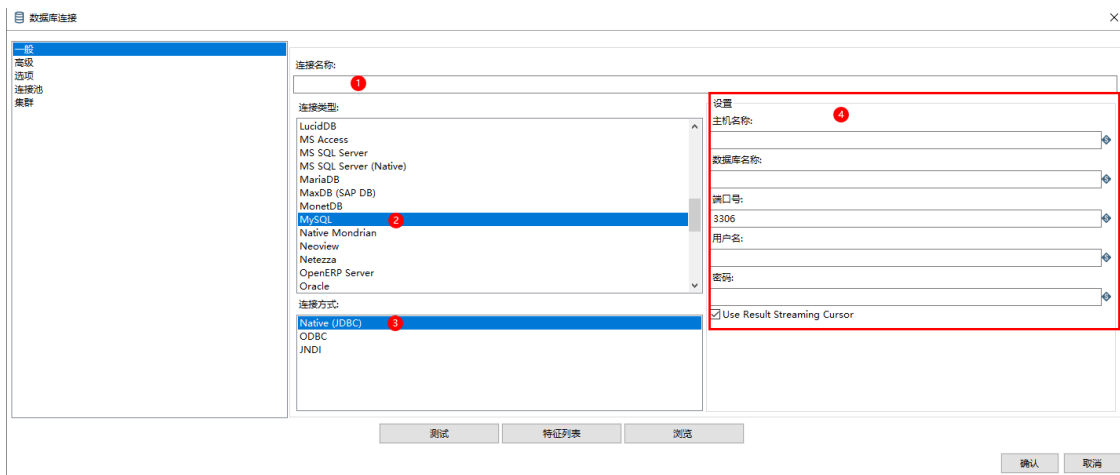 数据库连接
一般
高级
选项
连接池
集群
连接名称:
1
连接类型:
LucidDB
MS Access
MS SQL Server
MS SQL Server (Native)
MariaDB
MaxDB (SAP DB)
MonetDB
MySQL
2
Native Mondrian
Neoview
Netezza
OpenERP Server
Oracle
连接方式:
Native (JDBC)
3
ODBC
JNDI
设置
4
主机名称:
数据库名称:
端口号:
3306
用户名:
密码:
Use Result Streaming Cursor
测试
特征列表
浏览
确认
取消